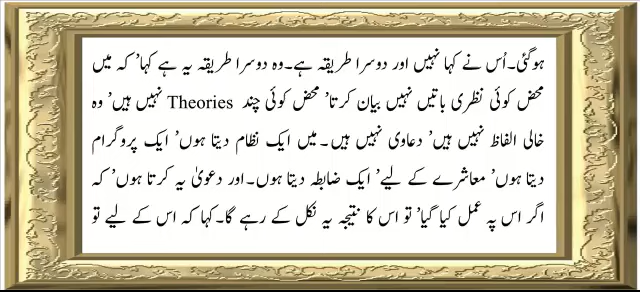 ہوگئی۔اُس نے کہا نہیں اور دوسرا طریقہ ہے۔وہ دوسرا طریقہ یہ ہے کہا’ کہ میں
محض کوئی نظری باتیں نہیں بیان کرتا’ محض کوئی چند Theories نہیں ہیں’ وہ
خالی الفاظ نہیں ہیں’ دعاوی نہیں ہیں۔میں ایک نظام دیتا ہوں’ ایک پروگرام
دیتا ہوں’ معاشرے کے لیے’ ایک ضابطہ دیتا ہوں۔اور دعویٰ یہ کرتا ہوں’ کہ
اگر اس پہ عمل کیا گیا’ تو اس کا نتیجہ یہ نکل کے رہے گا۔کہا کہ اس کے لیے تو